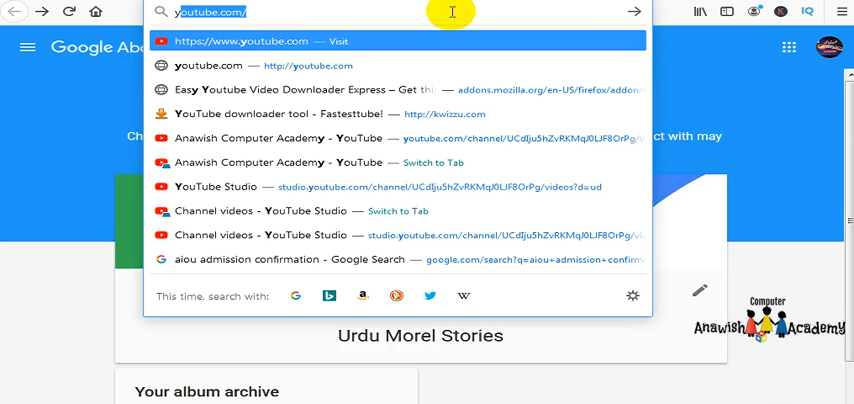 youtube.com/
IQ
Google Abo
https://www.youtube.com — Visit
youtube.com — http://youtube.com
Easy Youtube Video Downloader Express – Get thi addons.mozilla.org/en-US/firefox/addon/
YouTube downloader tool - Fastesttube! — http://kwizzu.com
Anawish Computer Academy - YouTube — youtube.com/channel/UCdIju5hZvRKMqJ0LJF8OrPg/v
Anawish Computer Academy - YouTube — Switch to Tab
YouTube Studio — studio.youtube.com/channel/UCdIju5hZvRKMqJ0LJF8OrPg/videos?d=ud
Channel videos - YouTube Studio — Switch to Tab
Channel videos - YouTube Studio — studio.youtube.com/channel/UCdIju5hZvRKMqJ0LJF8OrPg/vi
aiou admission confirmation - Google Search — google.com/search?q=aiou+admission+confirm
Ch
ct with may
This time, search with:
Computer
Anawish Academy
Urdu Morel Stories
Your album archive